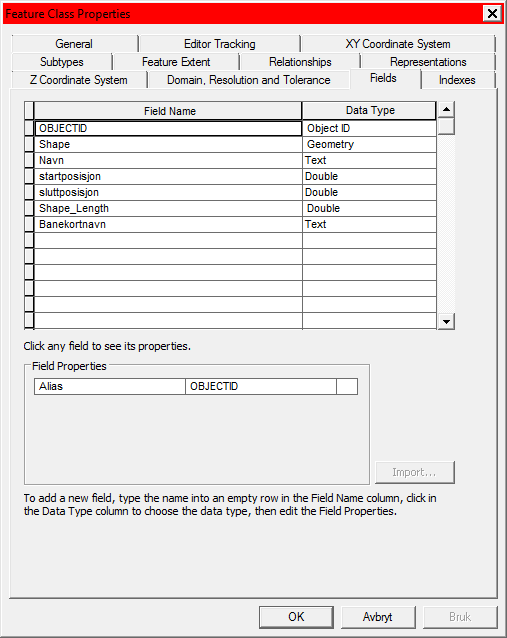 Feature Class Properties
General Editor Tracking XY Coordinate System
Subtypes Feature Extent Relationships Representations
Z Coordinate System Domain, Resolution and Tolerance Fields Indexes
Field Name Data Type
OBJECTID Object ID
Shape Geometry
Navn Text
startposisjon Double
sluttposisjon Double
Shape_Length Double
Banekortnavn Text
Click any field to see its properties.
Field Properties
Alias OBJECTID
Import...
To add a new field, type the name into an empty row in the Field Name column, click in
the Data Type column to choose the data type, then edit the Field Properties.
OK Avbryt Bruk